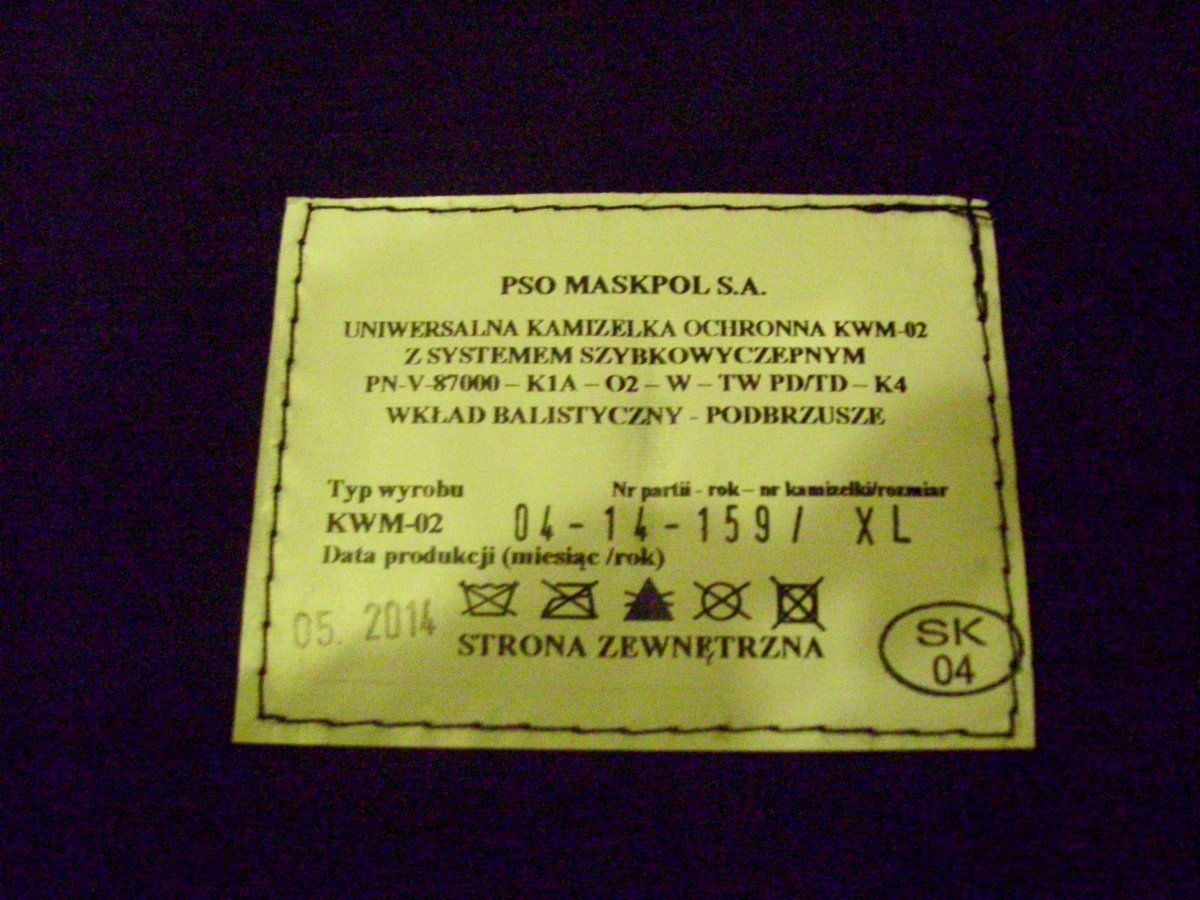 PSO MASKPOL S.A.
UNIWERSALNA KAMIZELKA OCHRONNA KWM-02
Z SYSTEMEM SZYBKOWYCZEPNYM
PN-V-87000 – K1A – O2 – W – TW PD/TD – K4
WKŁAD BALISTYCZNY - PODBRZUSZE
Typ wyrobu Nr partii - rok – nr kamizelki/rozmiar
KWM-02 04-14-159/ XL
Data produkcji (miesiąc /rok)
05. 2014
STRONA ZEWNĘTRZNA
SK
04